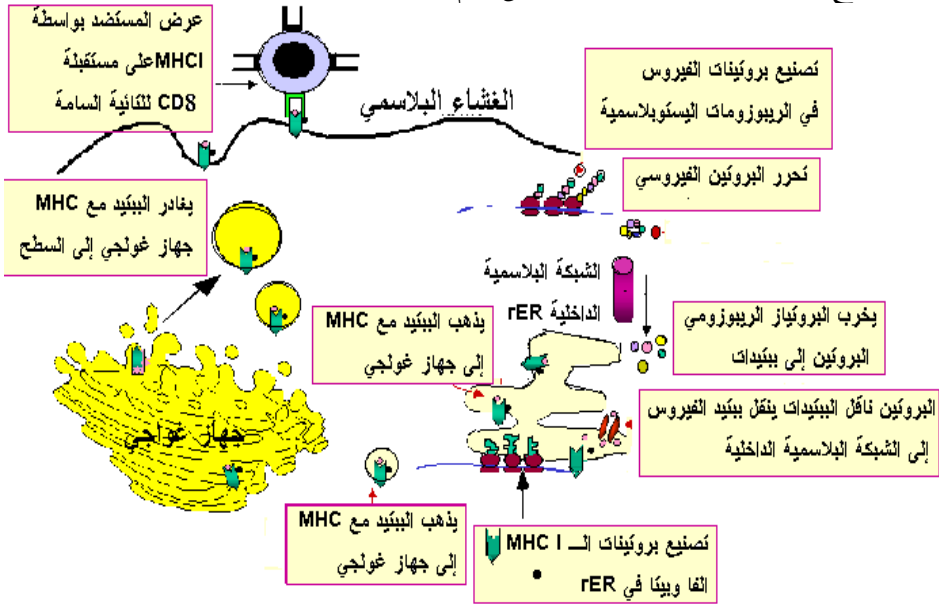 عرض المستضد بواسطة
MHCI على مستقبلة
CD8 للتائية السامة
الغشاء البلاسمي
تصنيع بروتينات الفيروس
في الريبوزومات اليستوبلاسمية
تحرر البروتين الفيروسي
يغادر الببتيد مع MHC
جهاز غولجي إلى السطح
الشبكة البلاسمية
الداخلية rER
يذهب الببتيد مع MHC
إلى جهاز غولجي
يخرب البروتياز الريبوزومي
البروتين إلى ببتيدات
البروتين ناقل الببتيدات ينقل ببتيد الفيروس
إلى الشبكة البلاسمية الداخلية
جهاز غولجي
يذهب الببتيد مع MHC
إلى جهاز غولجي
تصنيع بروتينات الـ MHC I
الفا وبيتا في rER